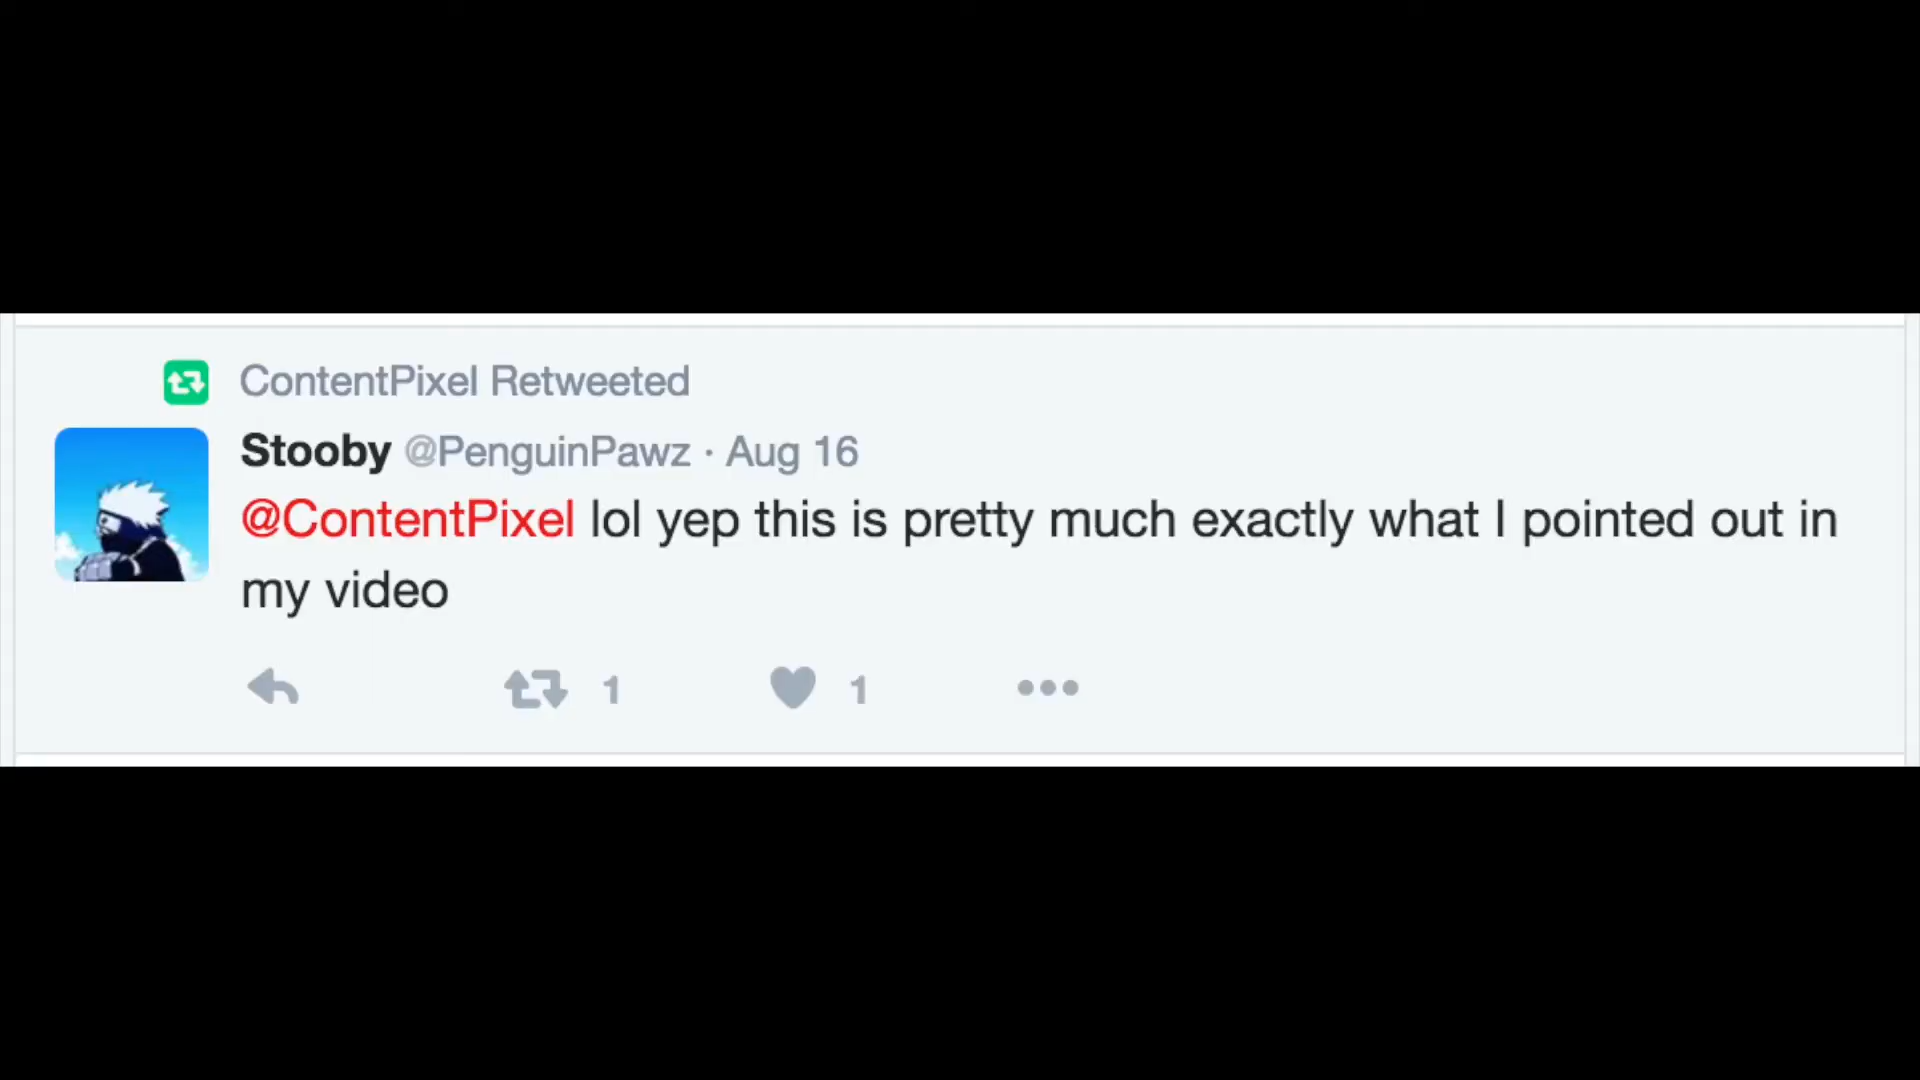 ContentPixel Retweeted
Stooby @PenguinPawz · Aug 16
@ContentPixel lol yep this is pretty much exactly what I pointed out in
my video
1 1